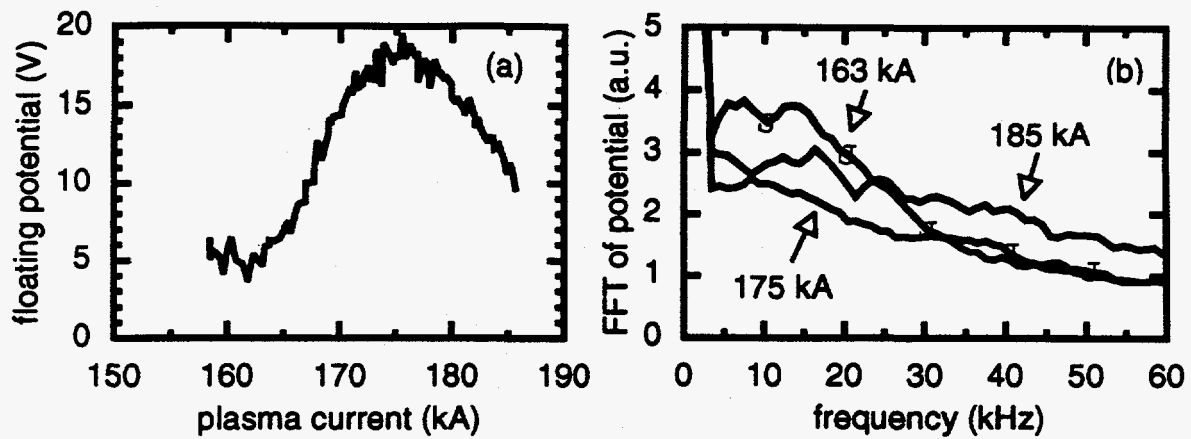 floating potential (V)
20
15
10
5
0
(a)
150 160 170 180 190
plasma current (kA)
FFT of potential (a.u.)
5
4
3
2
1
0
(b)
163 kA
185 kA
175 kA
0 10 20 30 40 50 60
frequency (kHz)